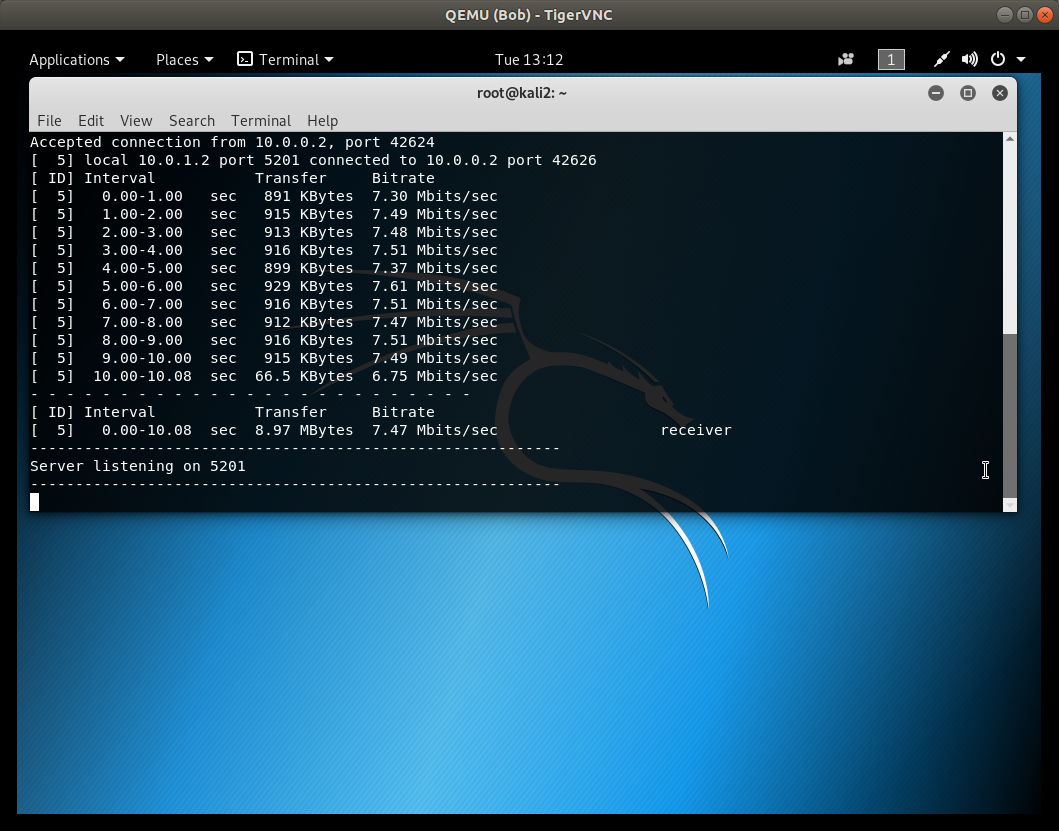 QEMU (Bob) - TigerVNC
Applications Places Terminal Tue 13:12 1
root@kali2: ~
File Edit View Search Terminal Help
Accepted connection from 10.0.0.2, port 42624
[  5] local 10.0.1.2 port 5201 connected to 10.0.0.2 port 42626
[ ID] Interval           Transfer     Bitrate
[  5]   0.00-1.00   sec   891 KBytes  7.30 Mbits/sec
[  5]   1.00-2.00   sec   915 KBytes  7.49 Mbits/sec
[  5]   2.00-3.00   sec   913 KBytes  7.48 Mbits/sec
[  5]   3.00-4.00   sec   916 KBytes  7.51 Mbits/sec
[  5]   4.00-5.00   sec   899 KBytes  7.37 Mbits/sec
[  5]   5.00-6.00   sec   929 KBytes  7.61 Mbits/sec
[  5]   6.00-7.00   sec   916 KBytes  7.51 Mbits/sec
[  5]   7.00-8.00   sec   912 KBytes  7.47 Mbits/sec
[  5]   8.00-9.00   sec   916 KBytes  7.51 Mbits/sec
[  5]   9.00-10.00  sec   915 KBytes  7.49 Mbits/sec
[  5]  10.00-10.08  sec  66.5 KBytes  6.75 Mbits/sec
- - - - - - - - - - - - - - - - - - - - - - - - -
[ ID] Interval           Transfer     Bitrate
[  5]   0.00-10.08  sec  8.97 MBytes  7.47 Mbits/sec                  receiver
-----------------------------------------------------------
Server listening on 5201
-----------------------------------------------------------